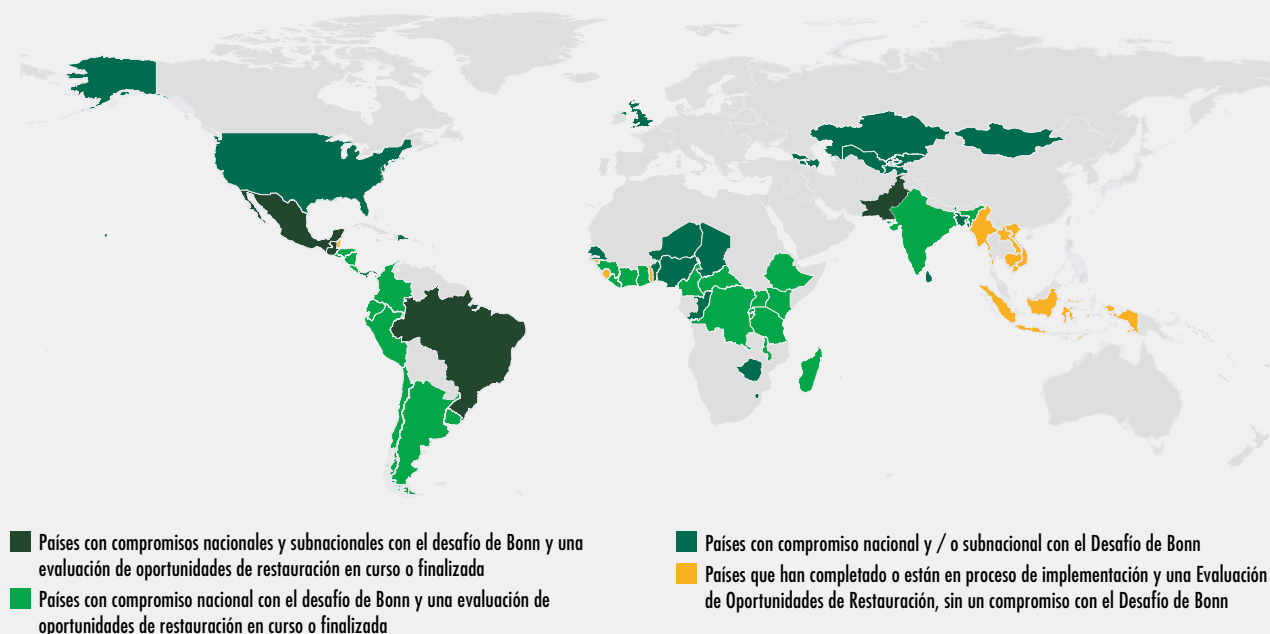 Países con compromisos nacionales y subnacionales con el desafío de Bonn y una
evaluación de oportunidades de restauración en curso o finalizada
Países con compromiso nacional con el desafío de Bonn y una evaluación de
oportunidades de restauración en curso o finalizada
Países con compromiso nacional y / o subnacional con el Desafío de Bonn
Países que han completado o están en proceso de implementación y una Evaluación
de Oportunidades de Restauración, sin un compromiso con el Desafío de Bonn